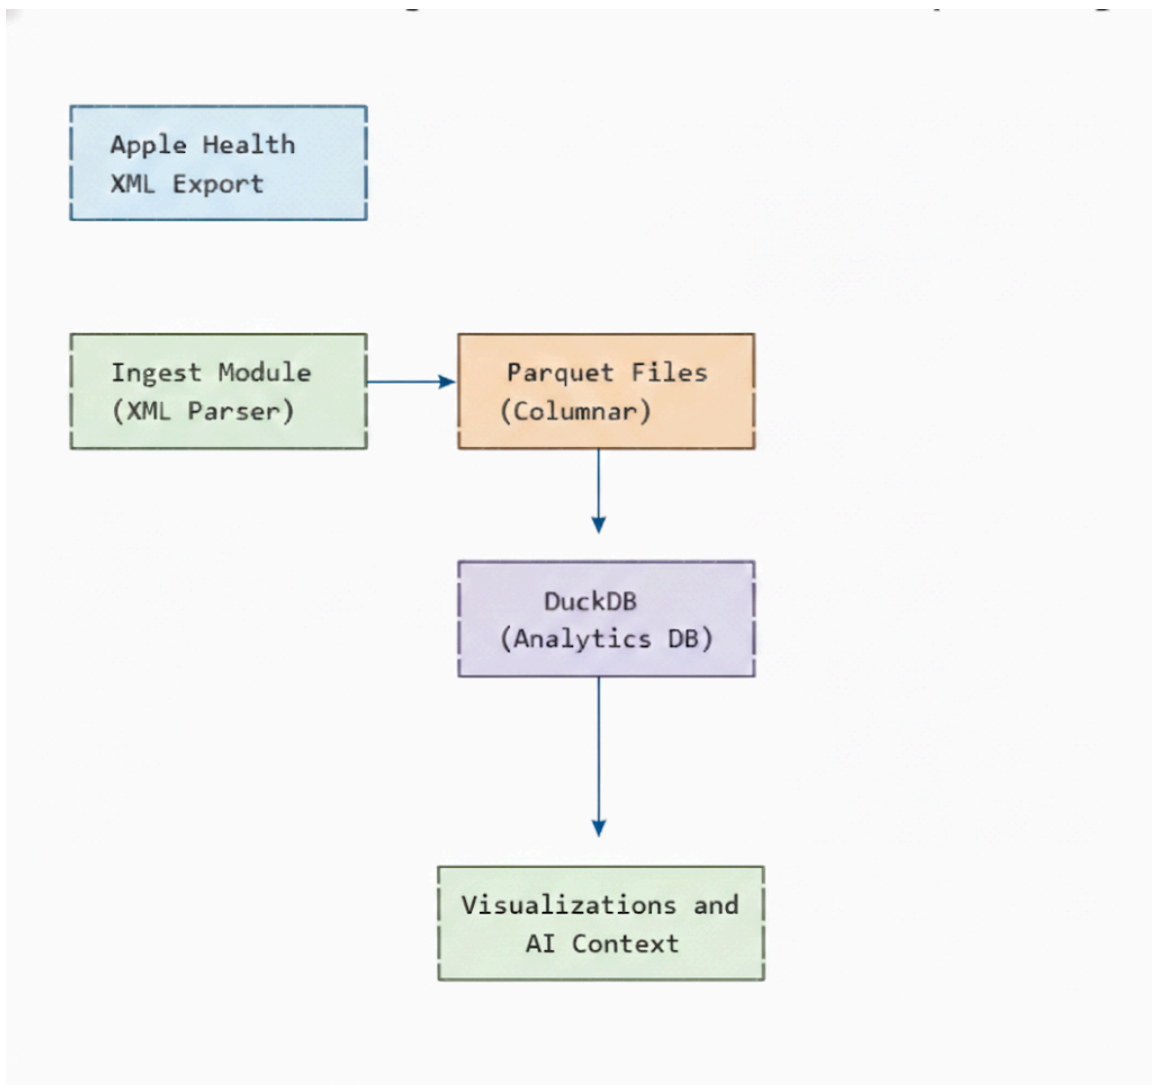 Apple Health
XML Export
Ingest Module
(XML Parser)
Parquet Files
(Columnar)
DuckDB
(Analytics DB)
Visualizations and
AI Context